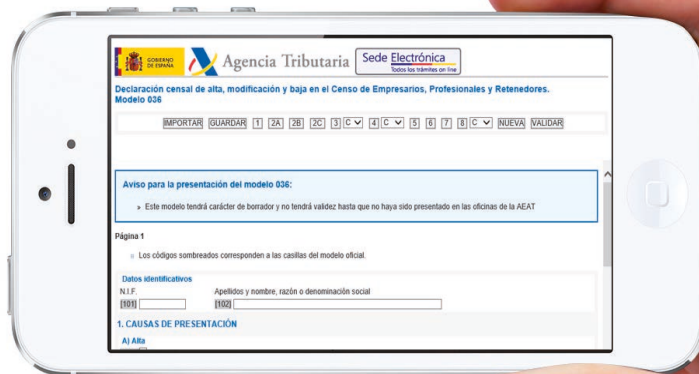 GOBIERNO
DE ESPAÑA
Agencia Tributaria
Sede Electrónica
Todos los trámites on line
Declaración censal de alta, modificación y baja en el Censo de Empresarios, Profesionales y Retenedores.
Modelo 036
IMPORTAR GUARDAR 1 2A 2B 2C 3 C 4 C 5 6 7 8 C NUEVA VALIDAR
Aviso para la presentación del modelo 036:
» Este modelo tendrá carácter de borrador y no tendrá validez hasta que no haya sido presentado en las oficinas de la AEAT
Página 1
Los códigos sombreados corresponden a las casillas del modelo oficial.
Datos identificativos
N.I.F. Apellidos y nombre, razón o denominación social
[101] [102]
1. CAUSAS DE PRESENTACIÓN
A) Alta